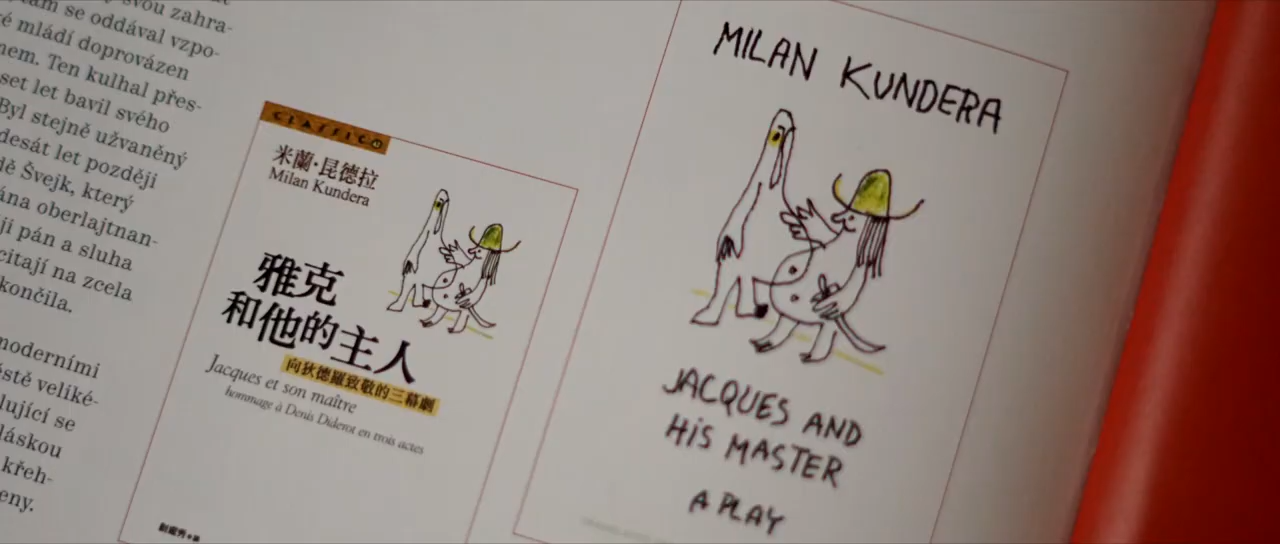 svou zahra-
tam se oddával vzpo-
mládí doprovázen
nem. Ten kulhal přes-
set let bavil svého
Byl stejně užvaněný
desát let později
dě Švejk, který
ána oberlajtnan-
jí pán a sluha
citají na zcela
končila.
moderními
ěstě veliké-
lující se
láskou
křeh-
eny.
CLASSICO
米蘭·昆德拉
Milan Kundera
雅克
和他的主人
向狄德羅致敬的三幕劇
Jacques et son maître
hommage à Denis Diderot en trois actes
MILAN KUNDERA
JACQUES AND
HIS MASTER
A PLAY